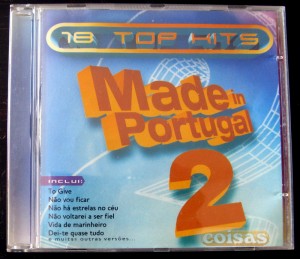 18 TOP HITS
Made in
Portugal
2
INCLUI:
To Give
Não vou ficar
Não há estrelas no céu
Não voltarei a ser fiel
Vida de marinheiro
Dei-te quase tudo
e muitas outras versões...
coisas